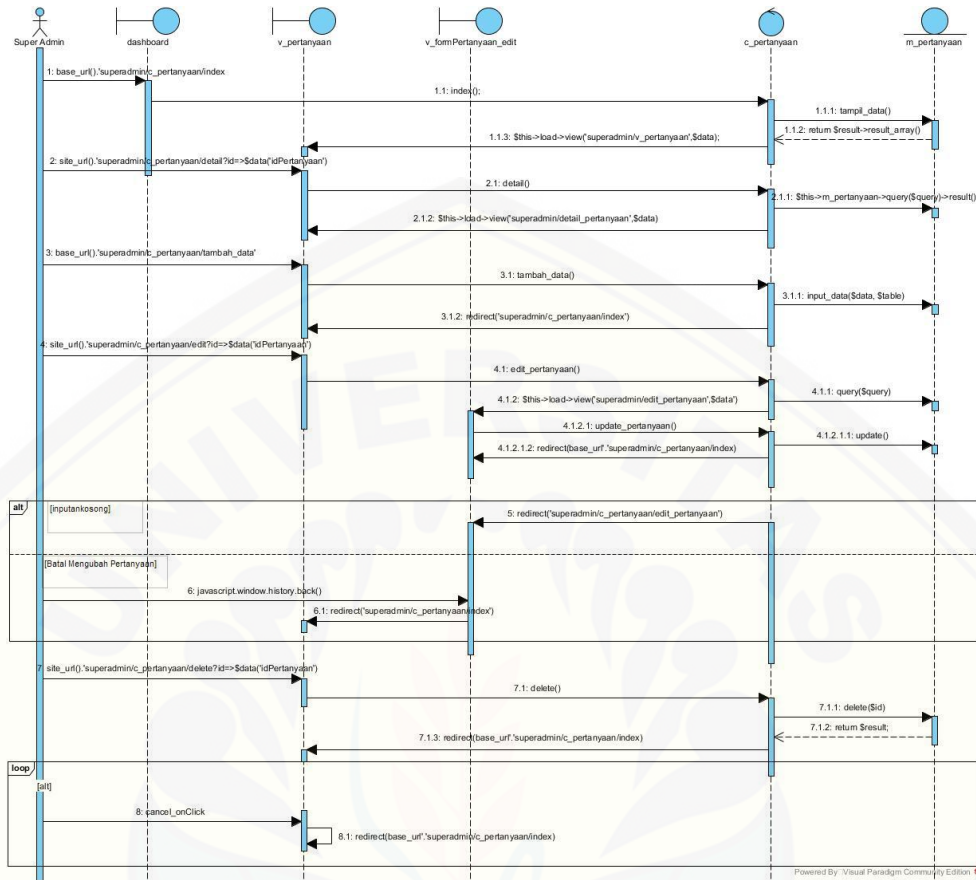 Super Admin
dashboard
v_pertanyaan
v_formPertanyaan_edit
c_pertanyaan
m_pertanyaan
1: base_url().'superadmin/c_pertanyaan/index
1.1: index();
1.1.1: tampil_data()
1.1.2: return $result->result_array()
1.1.3: $this->load->view('superadmin/v_pertanyaan',$data);
2: site_url().'superadmin/c_pertanyaan/detail?id=>$data('idPertanyaan')
2.1: detail()
2.1.1: $this->m_pertanyaan->query($query)->result()
2.1.2: $this->load->view('superadmin/detail_pertanyaan',$data)
3: base_url().'superadmin/c_pertanyaan/tambah_data'
3.1: tambah_data()
3.1.1: input_data($data, $table)
3.1.2: redirect('superadmin/c_pertanyaan/index')
4: site_url().'superadmin/c_pertanyaan/edit?id=>$data('idPertanyaan')
4.1: edit_pertanyaan()
4.1.1: query($query)
4.1.2: $this->load->view('superadmin/edit_pertanyaan',$data')
4.1.2.1: update_pertanyaan()
4.1.2.1.1: update()
4.1.2.1.2: redirect(base_url'.'superadmin/c_pertanyaan/index)
alt
[inputankosong]
5: redirect('superadmin/c_pertanyaan/edit_pertanyaan')
[Batal Mengubah Pertanyaan]
6: javascript.window.history.back()
6.1: redirect('superadmin/c_pertanyaan/index')
7: site_url().'superadmin/c_pertanyaan/delete?id=>$data('idPertanyaan')
7.1: delete()
7.1.1: delete($id)
7.1.2: return $result;
7.1.3: redirect(base_url'.'superadmin/c_pertanyaan/index)
loop
[alt]
8: cancel_onClick
8.1: redirect(base_url'.'superadmin/c_pertanyaan/index)
UNIVERSITAS
Powered By Visual Paradigm Community Edition